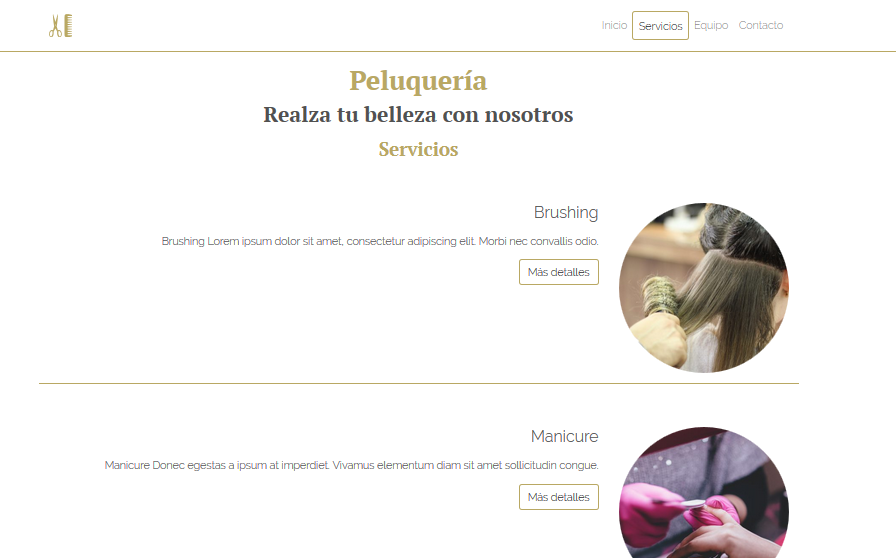 Inicio Servicios Equipo Contacto
Peluquería
Realza tu belleza con nosotros
Servicios
Brushing
Brushing Lorem ipsum dolor sit amet, consectetur adipiscing elit. Morbi nec convallis odio.
Más detalles
Manicure
Manicure Donec egestas a ipsum at imperdiet. Vivamus elementum diam sit amet sollicitudin congue.
Más detalles